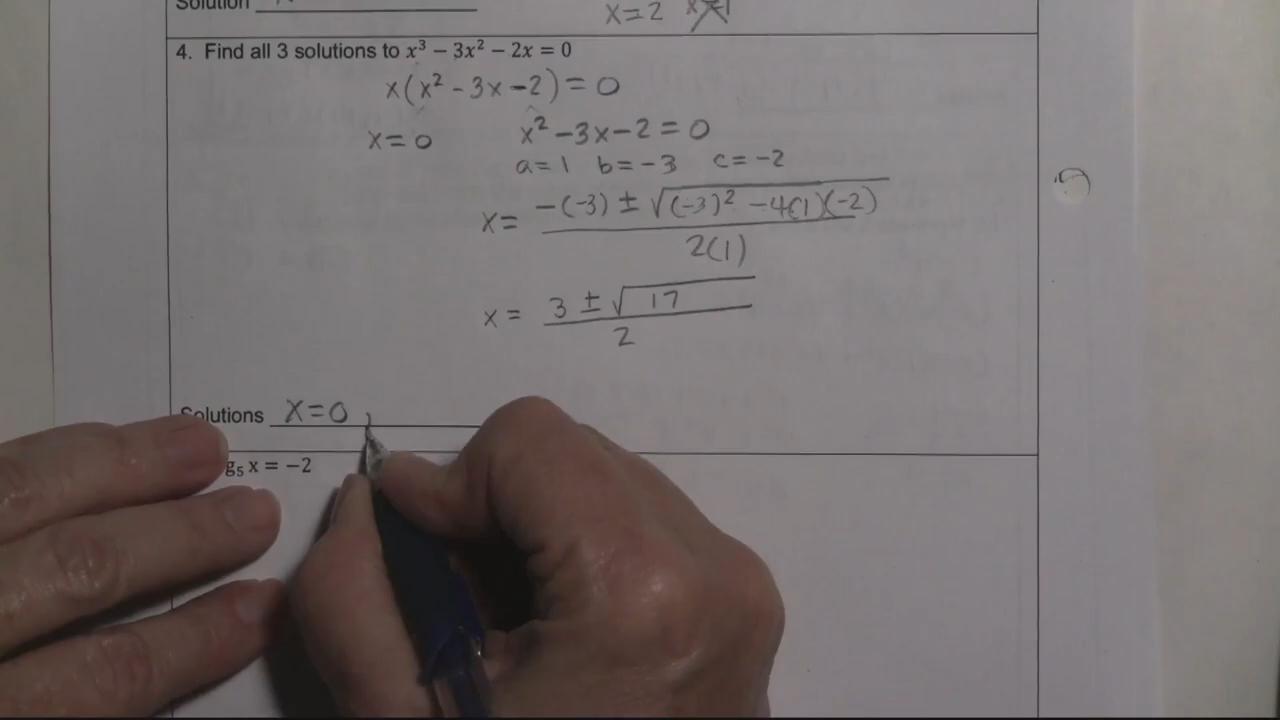 Solution
x=2 x=1
4. Find all 3 solutions to x³ − 3x² − 2x = 0
x(x² - 3x - 2) = 0
x = 0 x² - 3x - 2 = 0
a = 1 b = -3 c = -2
x = -(-3) ± √(-3)² - 4(1)(-2)
2(1)
x = 3 ± √17
2
Solutions x=0,
g₅ x = −2